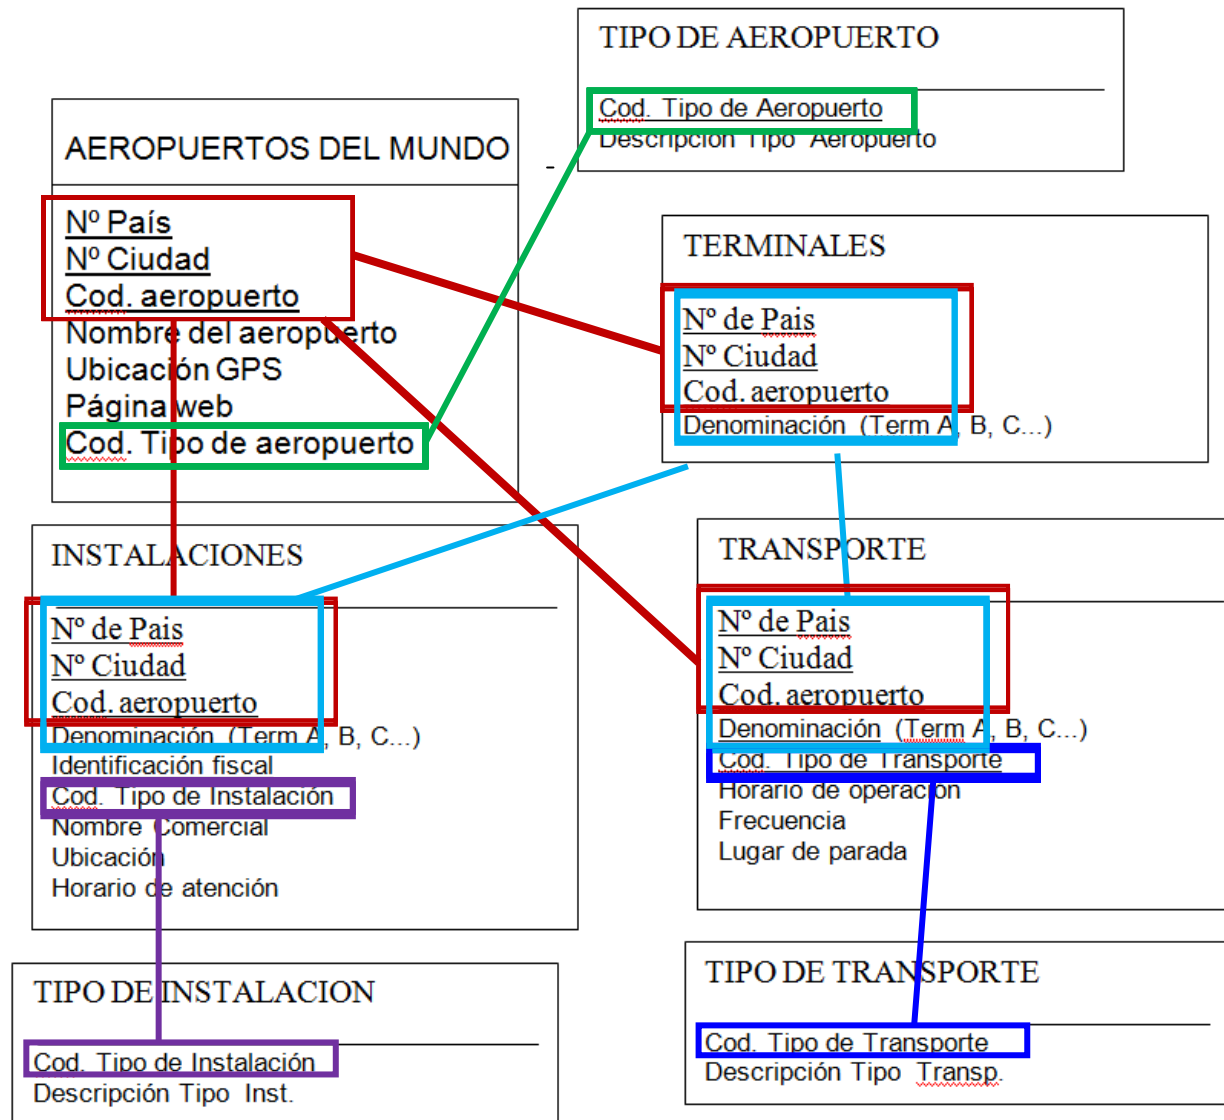 TIPO DE AEROPUERTO
Cod. Tipo de Aeropuerto
Descripción Tipo Aeropuerto
AEROPUERTOS DEL MUNDO
-
Nº País
Nº Ciudad
Cod. aeropuerto
Nombre del aeropuerto
Ubicación GPS
Página web
Cod. Tipo de aeropuerto
TERMINALES
Nº de Pais
Nº Ciudad
Cod. aeropuerto
Denominación (Term A, B, C...)
INSTALACIONES
Nº de Pais
Nº Ciudad
Cod. aeropuerto
Denominación (Term A, B, C...)
Identificación fiscal
Cod. Tipo de Instalación
Nombre Comercial
Ubicación
Horario de atención
TRANSPORTE
Nº de Pais
Nº Ciudad
Cod. aeropuerto
Denominación (Term A, B, C...)
Cod. Tipo de Transporte
Horario de operación
Frecuencia
Lugar de parada
TIPO DE INSTALACION
Cod. Tipo de Instalación
Descripción Tipo Inst.
TIPO DE TRANSPORTE
Cod. Tipo de Transporte
Descripción Tipo Transp.